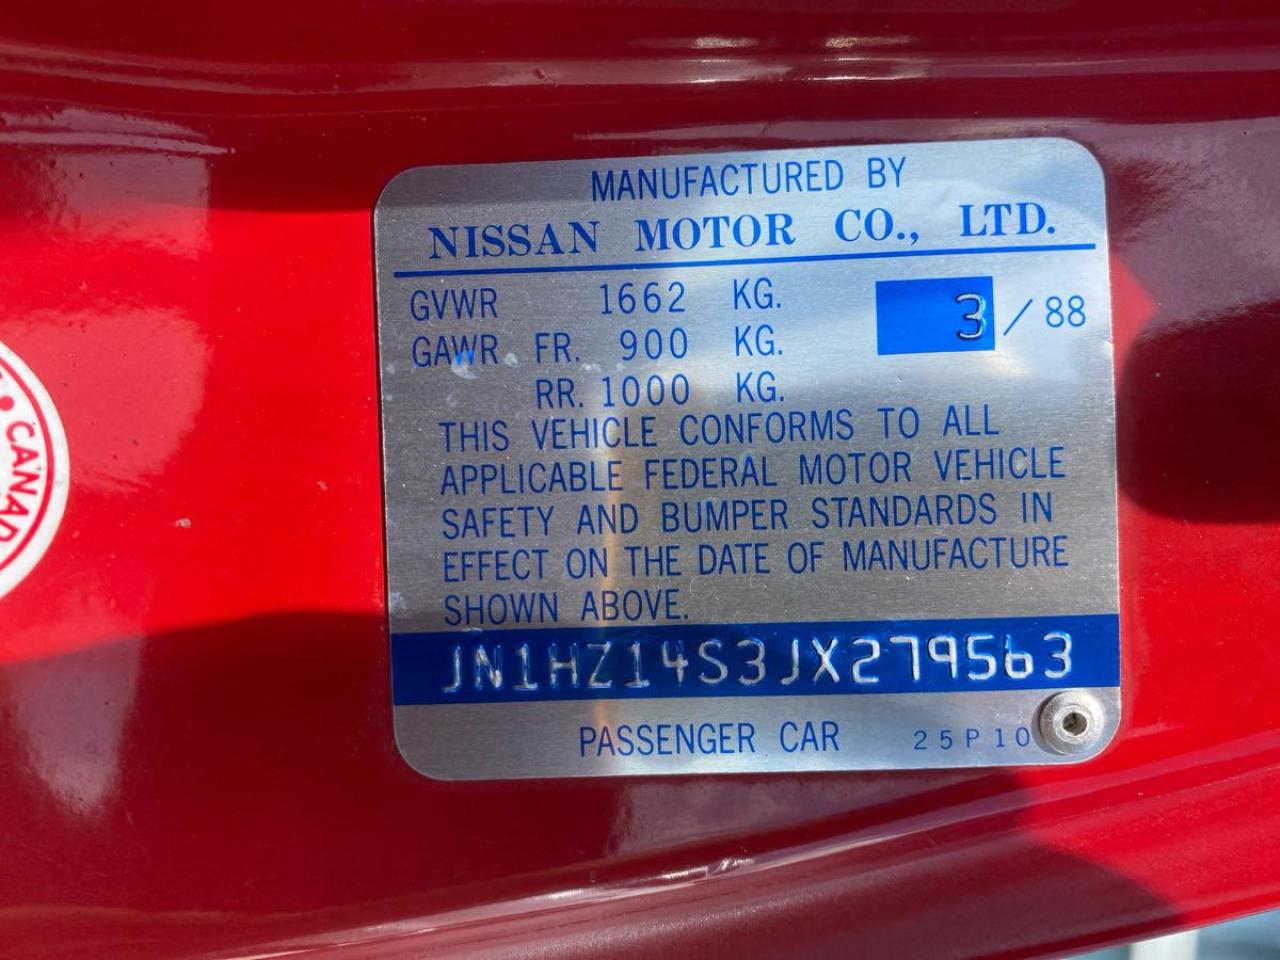 MANUFACTURED BY
NISSAN MOTOR CO., LTD.
GVWR 1662 KG. 3 / 88
GAWR FR. 900 KG.
RR. 1000 KG.
THIS VEHICLE CONFORMS TO ALL
APPLICABLE FEDERAL MOTOR VEHICLE
SAFETY AND BUMPER STANDARDS IN
EFFECT ON THE DATE OF MANUFACTURE
SHOWN ABOVE.
JN1HZ14S3JX279563
PASSENGER CAR 25P10
• CANAD